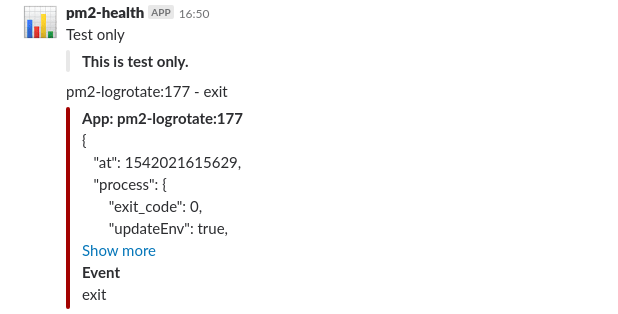 pm2-health APP 16:50
Test only
This is test only.
pm2-logrotate:177 - exit
App: pm2-logrotate:177
{
"at": 1542021615629,
"process": {
"exit_code": 0,
"updateEnv": true,
Show more
Event
exit